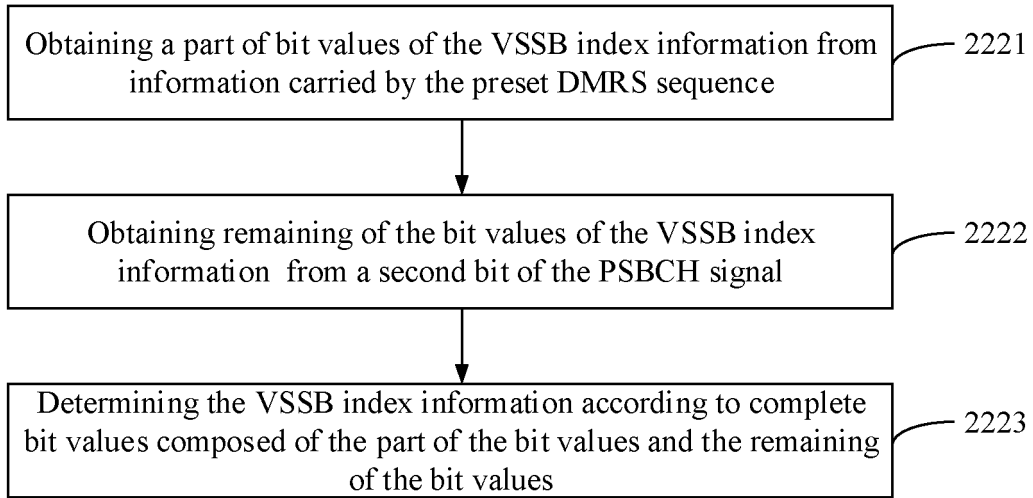 Obtaining a part of bit values of the VSSB index information from
information carried by the preset DMRS sequence
2221
Obtaining remaining of the bit values of the VSSB index
information from a second bit of the PSBCH signal
2222
Determining the VSSB index information according to complete
bit values composed of the part of the bit values and the remaining
of the bit values
2223